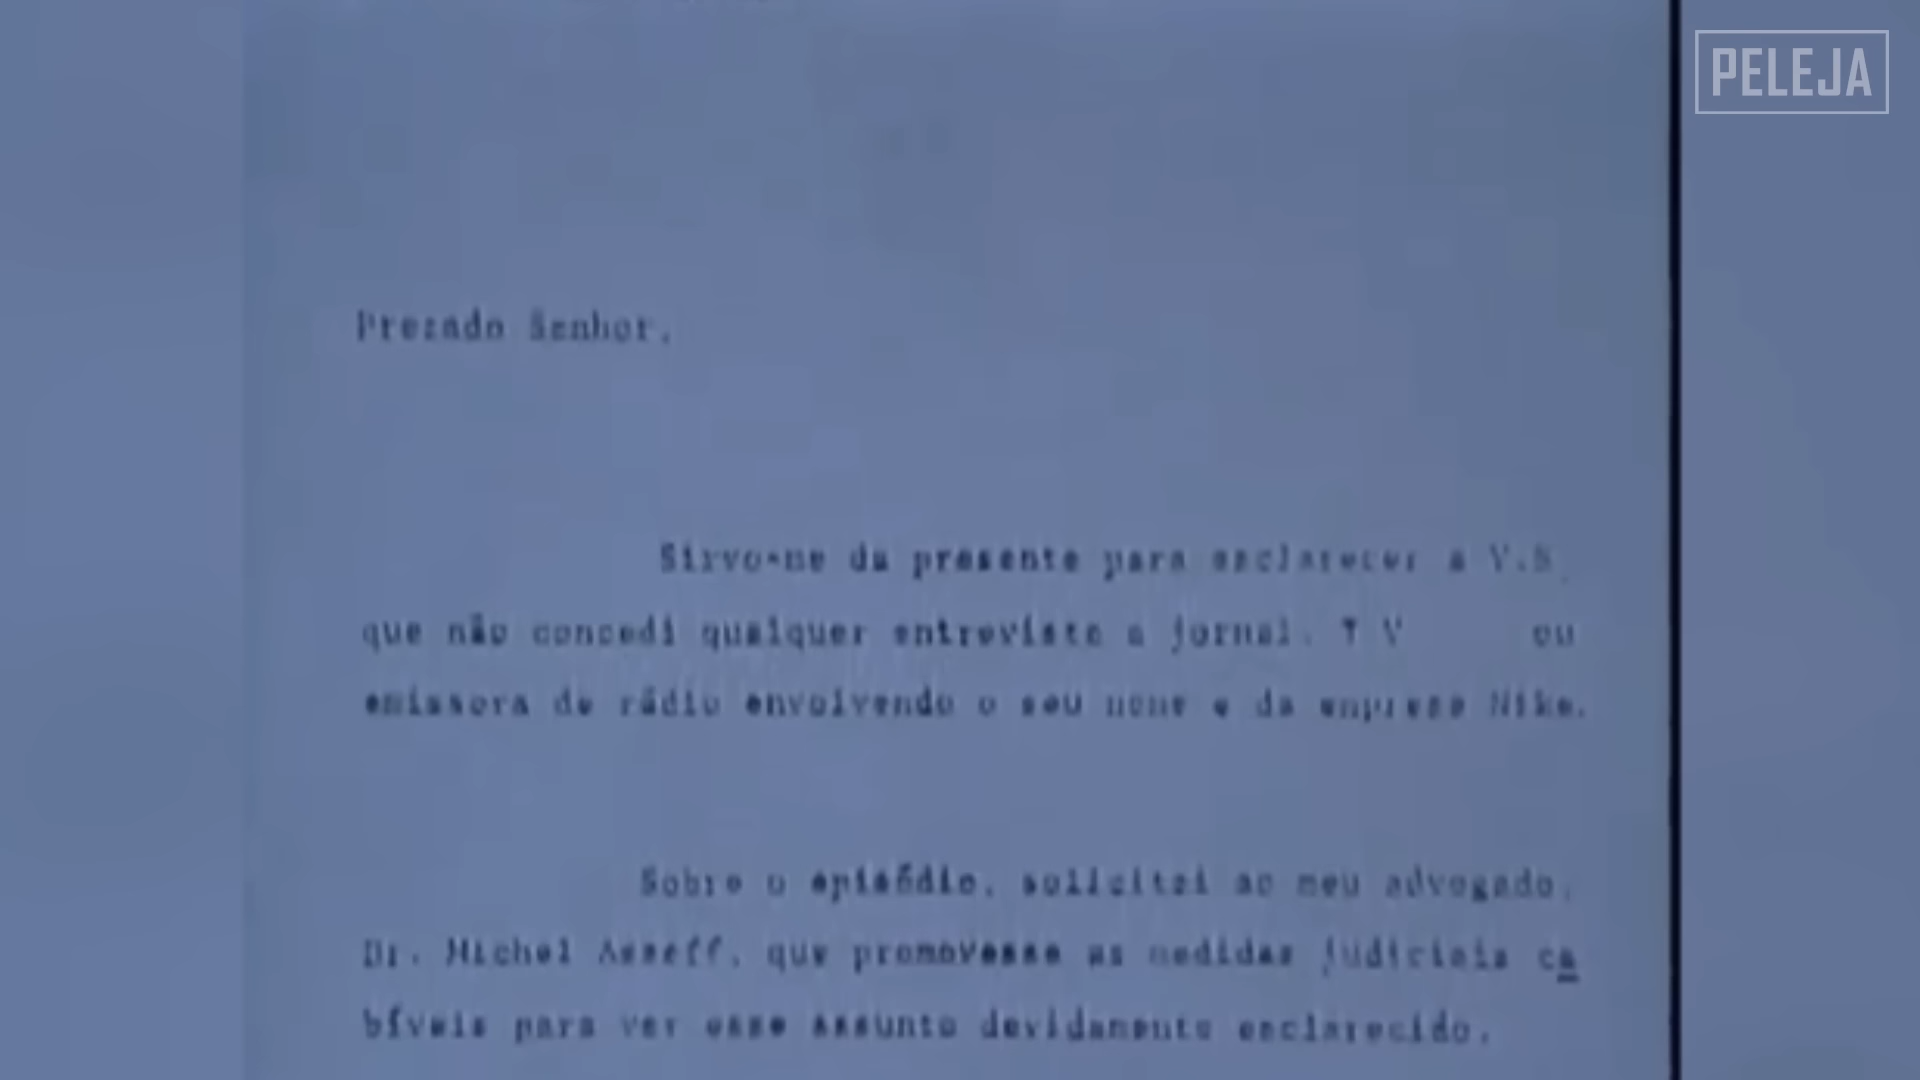 PELEJA
Prezado Senhor,
Sirvo-me da presente para esclarecer a V.S.
que não concedi qualquer entrevista a jornal, T V ou
emissora de rádio envolvendo o seu nome e da empresa Nike.
Sobre o episódio, solicitei ao meu advogado,
Dr. Michel Asseff, que promovesse as medidas judiciais ca
bíveis para ver esse assunto devidamente esclarecido.